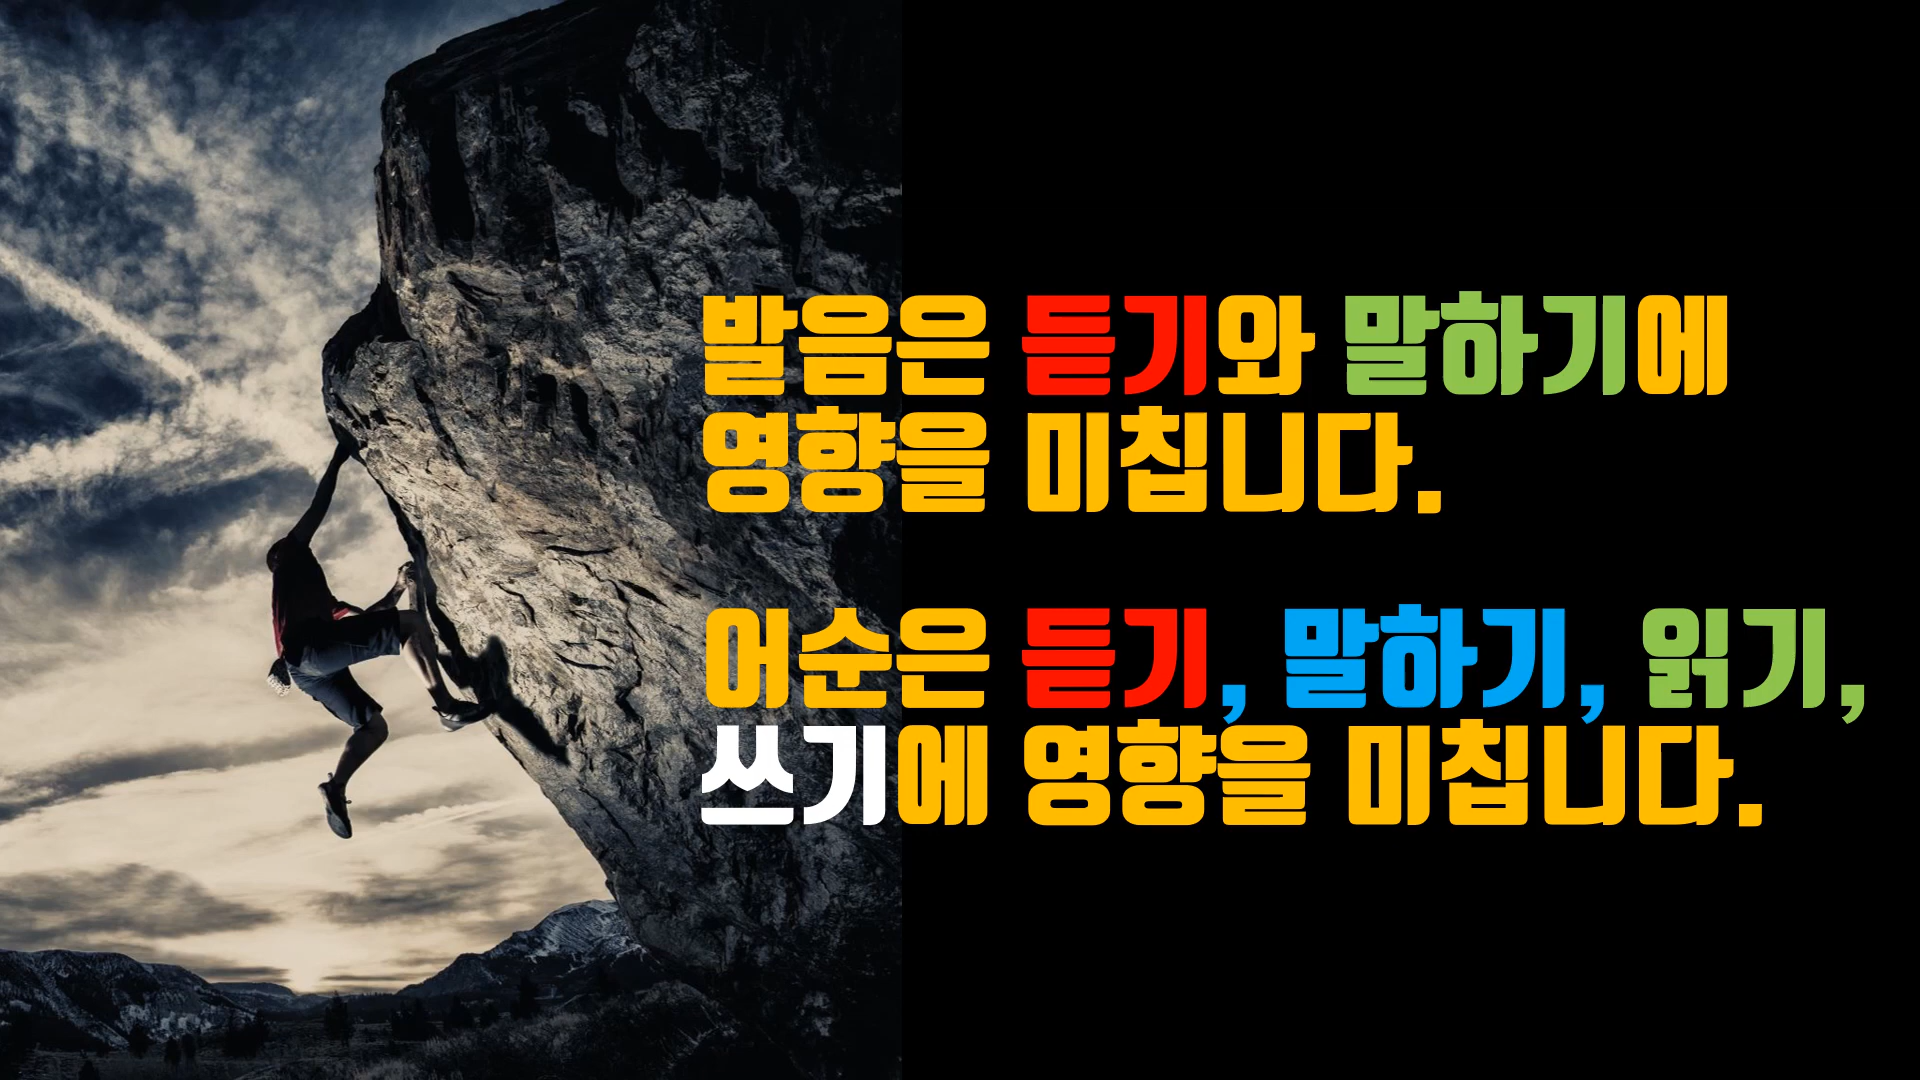 발음은 듣기와 말하기에
영향을 미칩니다.
어순은 듣기, 말하기, 읽기,
쓰기에 영향을 미칩니다.